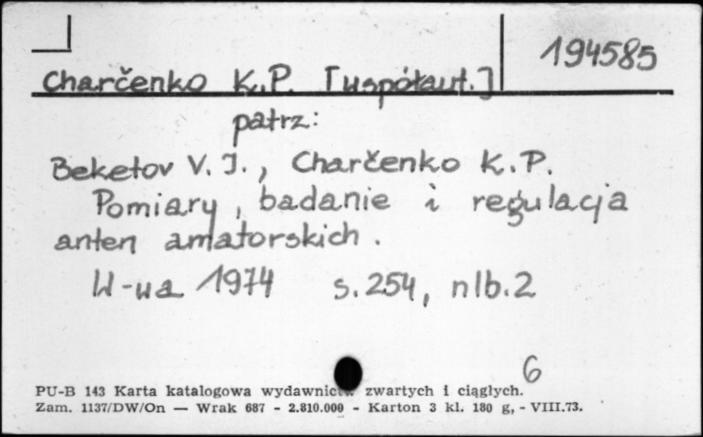 194585
Charčenko K.P. [współaut.]
patrz:
Beketov V. I., Charčenko K.P.
Pomiary, badanie i regulacja
anten amatorskich.
W-wa 1974 s.254, nlb.2
6
PU-B 143 Karta katalogowa wydawnictw zwartych i ciągłych.
Zam. 1137/DW/On — Wrak 687 - 2.810.000 - Karton 3 kl. 180 g, - VIII.73.